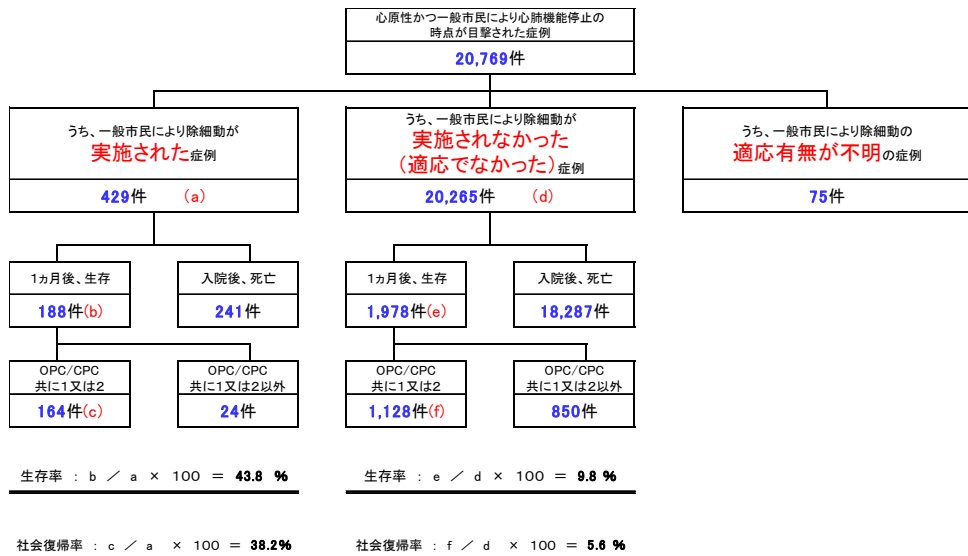 心原性かつ一般市民により心肺機能停止の
時点が目撃された症例
20,769件
うち、一般市民により除細動が
実施された症例
429件 (a)
うち、一般市民により除細動が
実施されなかった
(適応でなかった)症例
20,265件 (d)
うち、一般市民により除細動の
適応有無が不明の症例
75件
1ヵ月後、生存
188件(b)
入院後、死亡
241件
1ヵ月後、生存
1,978件(e)
入院後、死亡
18,287件
OPC/CPC
共に1又は2
164件(c)
OPC/CPC
共に1又は2以外
24件
OPC/CPC
共に1又は2
1,128件(f)
OPC/CPC
共に1又は2以外
850件
生存率 : b / a × 100 = 43.8 %
生存率 : e / d × 100 = 9.8 %
社会復帰率 : c / a × 100 = 38.2%
社会復帰率 : f / d × 100 = 5.6 %